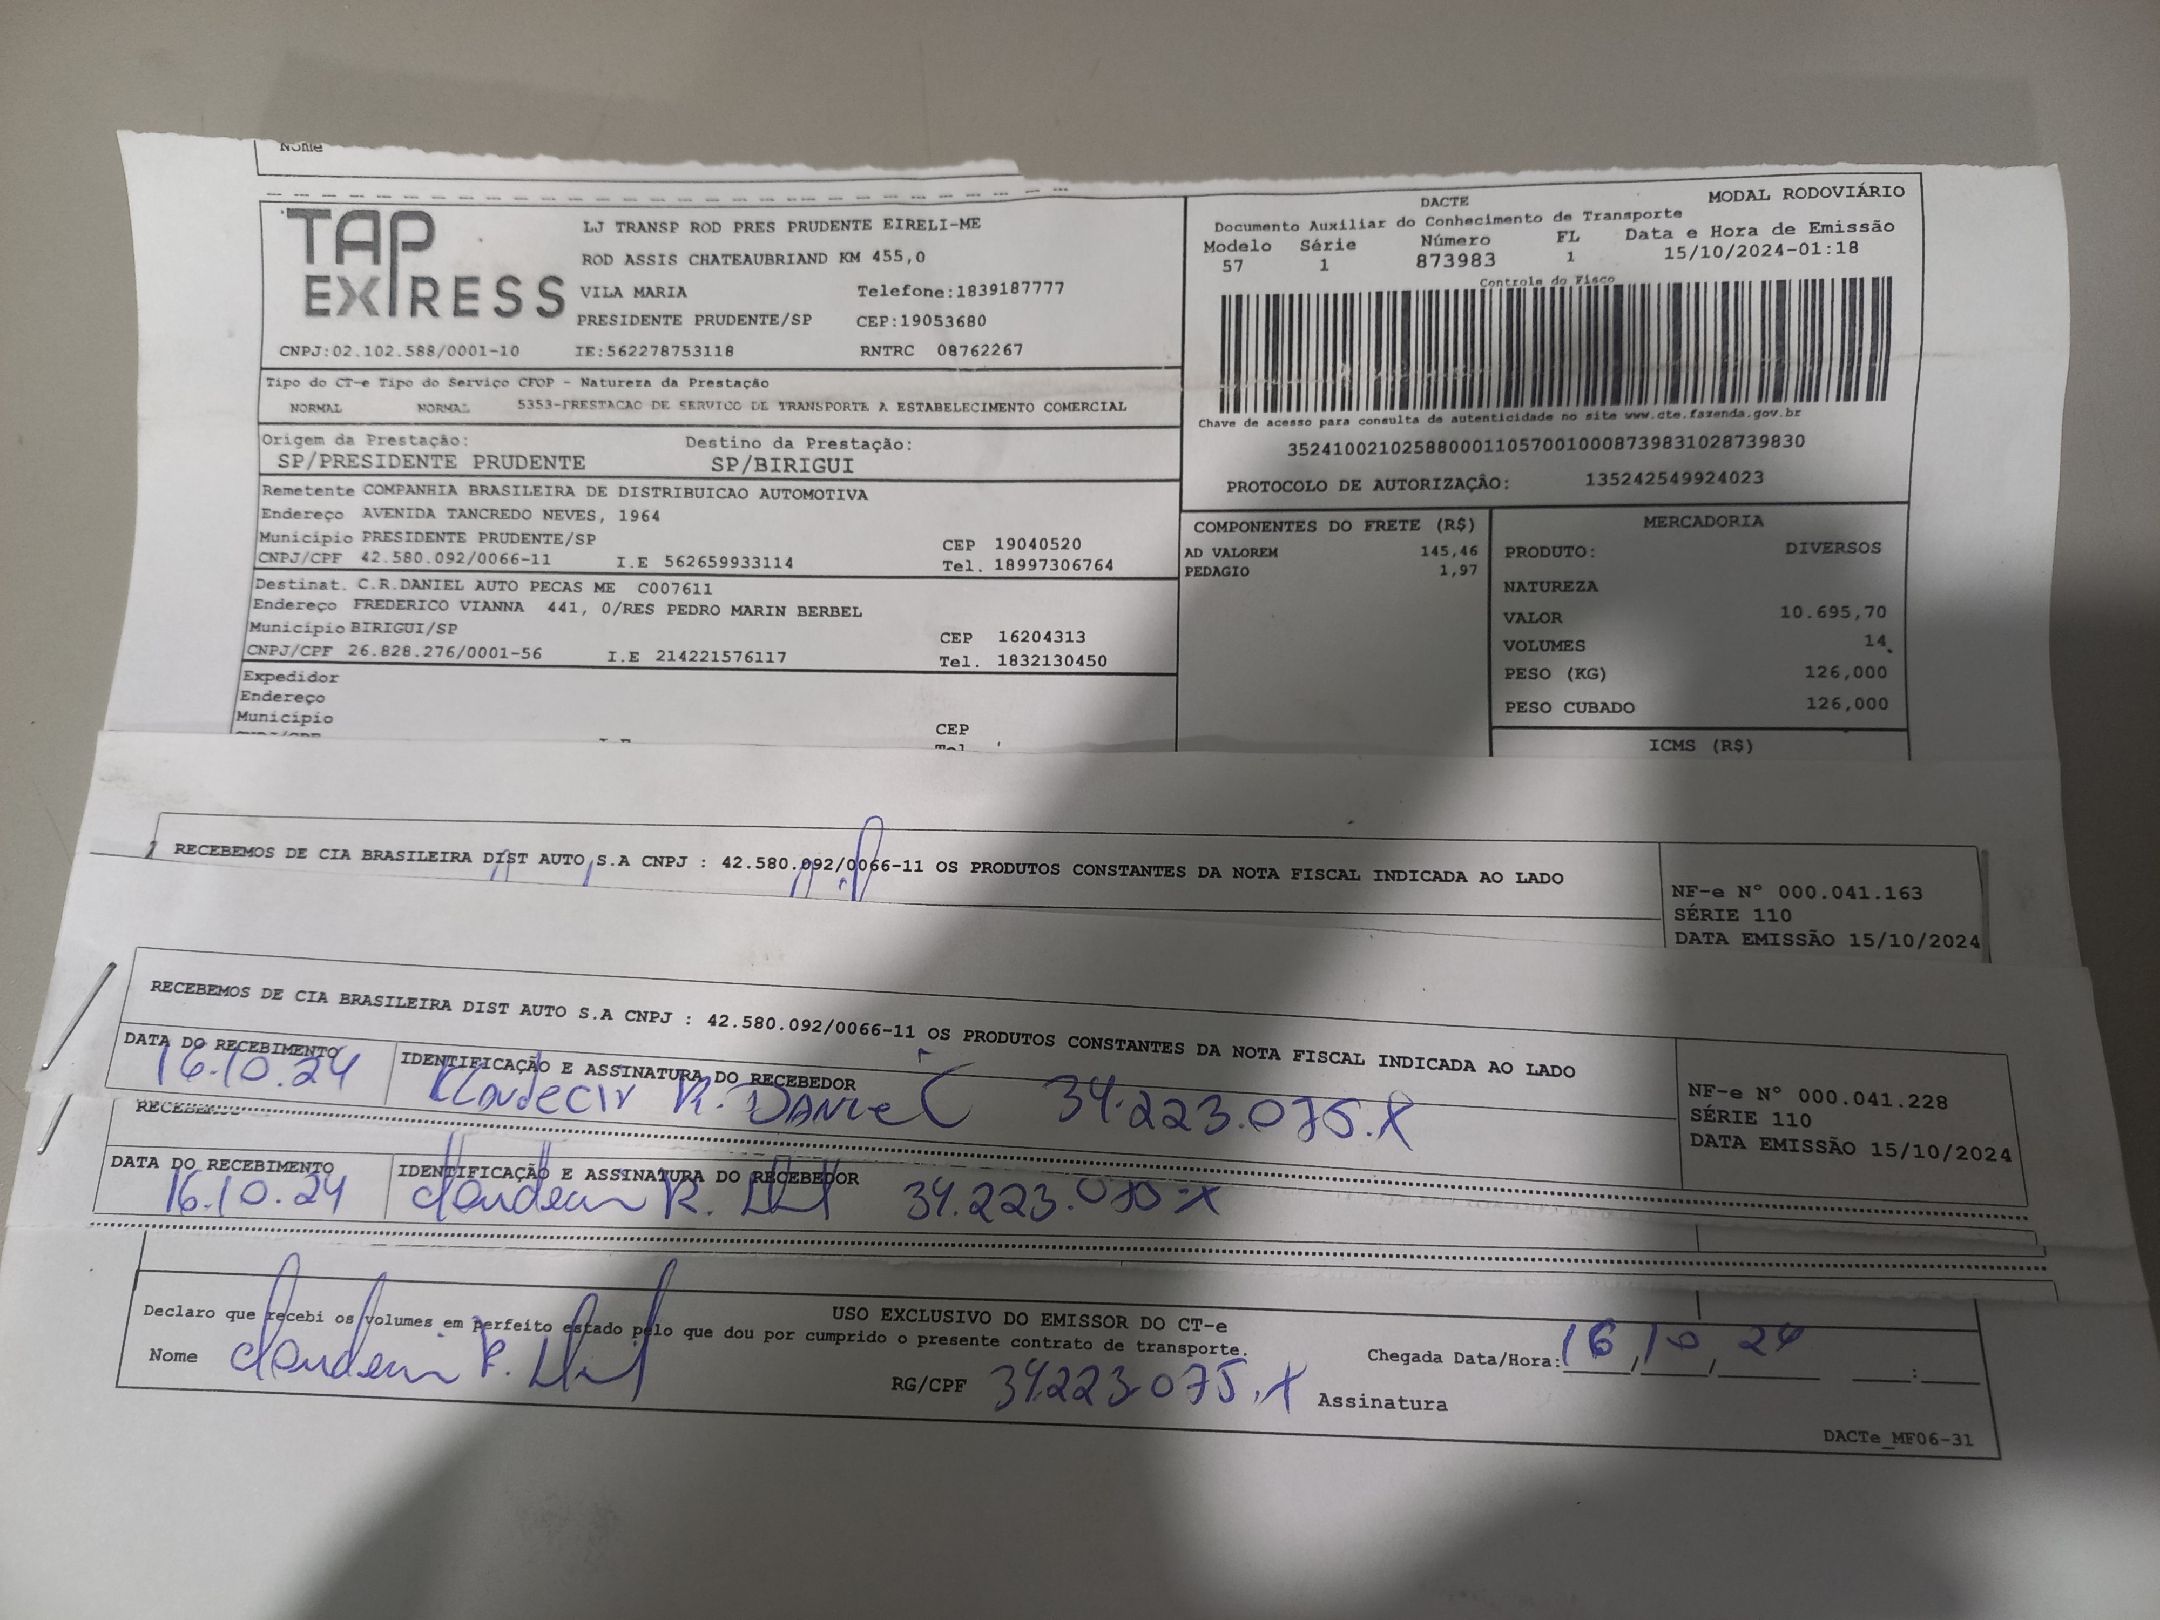 Nome
TAP EXPRESS
LJ TRANSP ROD PRES PRUDENTE EIRELI-ME
ROD ASSIS CHATEAUBRIAND KM 455,0
VILA MARIA Telefone:1839187777
PRESIDENTE PRUDENTE/SP CEP:19053680
CNPJ:02.102.588/0001-10 IE:562278753118 RNTRC 08762267
DACTE MODAL RODOVIÁRIO
Documento Auxiliar do Conhecimento de Transporte
Modelo Série Número FL Data e Hora de Emissão
57 1 873983 1 15/10/2024-01:18
Controle do Fisco
Chave de acesso para consulta de autenticidade no site www.cte.fazenda.gov.br
35241002102588000110570010008739831028739830
PROTOCOLO DE AUTORIZAÇÃO: 135242549924023
Tipo do CT-e Tipo do Serviço CFOP - Natureza da Prestação
NORMAL NORMAL 5353-PRESTACAO DE SERVICO DE TRANSPORTE A ESTABELECIMENTO COMERCIAL
Origem da Prestação: Destino da Prestação:
SP/PRESIDENTE PRUDENTE SP/BIRIGUI
Remetente COMPANHIA BRASILEIRA DE DISTRIBUICAO AUTOMOTIVA
Endereço AVENIDA TANCREDO NEVES, 1964
Município PRESIDENTE PRUDENTE/SP CEP 19040520
CNPJ/CPF 42.580.092/0066-11 I.E 562659933114 Tel. 18997306764
Destinat. C.R.DANIEL AUTO PECAS ME C007611
Endereço FREDERICO VIANNA 441, 0/RES PEDRO MARIN BERBEL
Município BIRIGUI/SP CEP 16204313
CNPJ/CPF 26.828.276/0001-56 I.E 214221576117 Tel. 1832130450
Expedidor
Endereço
Município CEP
CNPJ/CPF I.E Tel.
COMPONENTES DO FRETE (R$)
AD VALOREM 145,46
PEDAGIO 1,97
MERCADORIA
PRODUTO: DIVERSOS
NATUREZA
VALOR 10.695,70
VOLUMES 14
PESO (KG) 126,000
PESO CUBADO 126,000
ICMS (R$)
RECEBEMOS DE CIA BRASILEIRA DIST AUTO S.A CNPJ : 42.580.092/0066-11 OS PRODUTOS CONSTANTES DA NOTA FISCAL INDICADA AO LADO
NF-e Nº 000.041.163
SÉRIE 110
DATA EMISSÃO 15/10/2024
RECEBEMOS DE CIA BRASILEIRA DIST AUTO S.A CNPJ : 42.580.092/0066-11 OS PRODUTOS CONSTANTES DA NOTA FISCAL INDICADA AO LADO
DATA DO RECEBIMENTO IDENTIFICAÇÃO E ASSINATURA DO RECEBEDOR
16.10.24 Claudecir R. DANIEL 34.223.075.X
NF-e Nº 000.041.228
SÉRIE 110
DATA EMISSÃO 15/10/2024
RECEBEMOS
DATA DO RECEBIMENTO IDENTIFICAÇÃO E ASSINATURA DO RECEBEDOR
16.10.24 Claudecir R. 34.223.070-X
USO EXCLUSIVO DO EMISSOR DO CT-e
Declaro que recebi os volumes em perfeito estado pelo que dou por cumprido o presente contrato de transporte.
Nome Claudecir R. RG/CPF 34.223.075.X Assinatura
Chegada Data/Hora: 16/10/24 :
DACTe_MF06-31